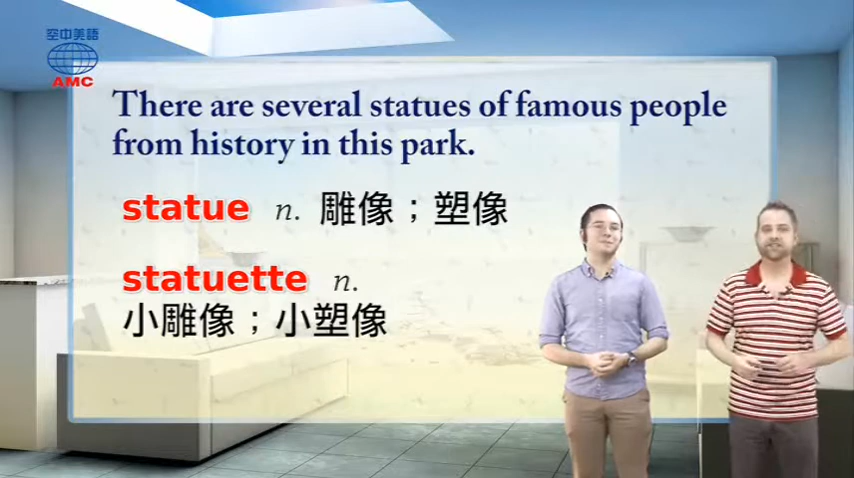 空中美語
AMC
There are several statues of famous people
from history in this park.
statue n. 雕像；塑像
statuette n.
小雕像；小塑像